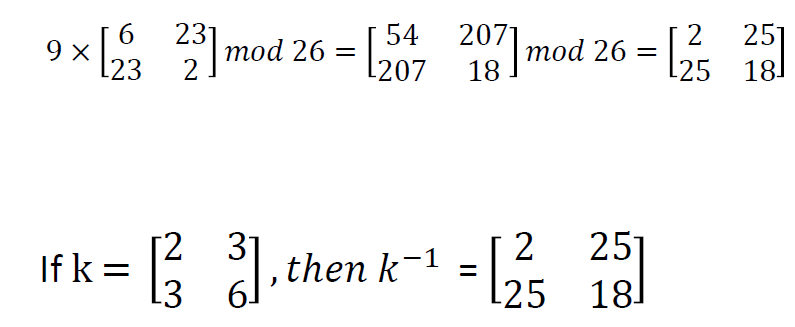 9 × [6 23
23 2] mod 26 = [54 207
207 18] mod 26 = [2 25
25 18]
If k = [2 3
3 6], then k⁻¹ = [2 25
25 18]